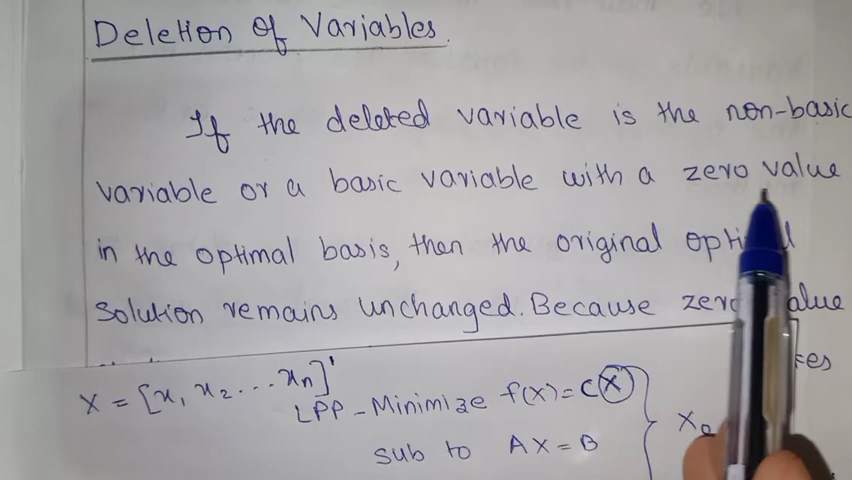 Deletion of Variables.
If the deleted variable is the non-basic
variable or a basic variable with a zero value
in the optimal basis, then the original
solution remains unchanged. Because
X = [x₁, x₂ ... xₙ]'
LPP - Minimize f(X) = CX
sub to AX = B